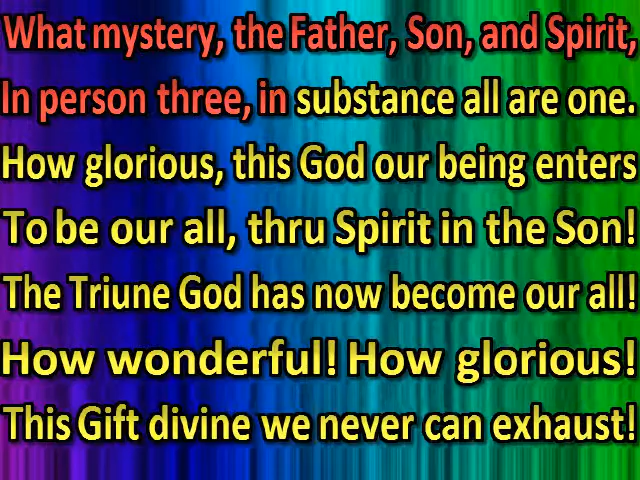 What mystery, the Father, Son, and Spirit,
In person three, in substance all are one.
How glorious, this God our being enters
To be our all, thru Spirit in the Son!
The Triune God has now become our all!
How wonderful! How glorious!
This Gift divine we never can exhaust!